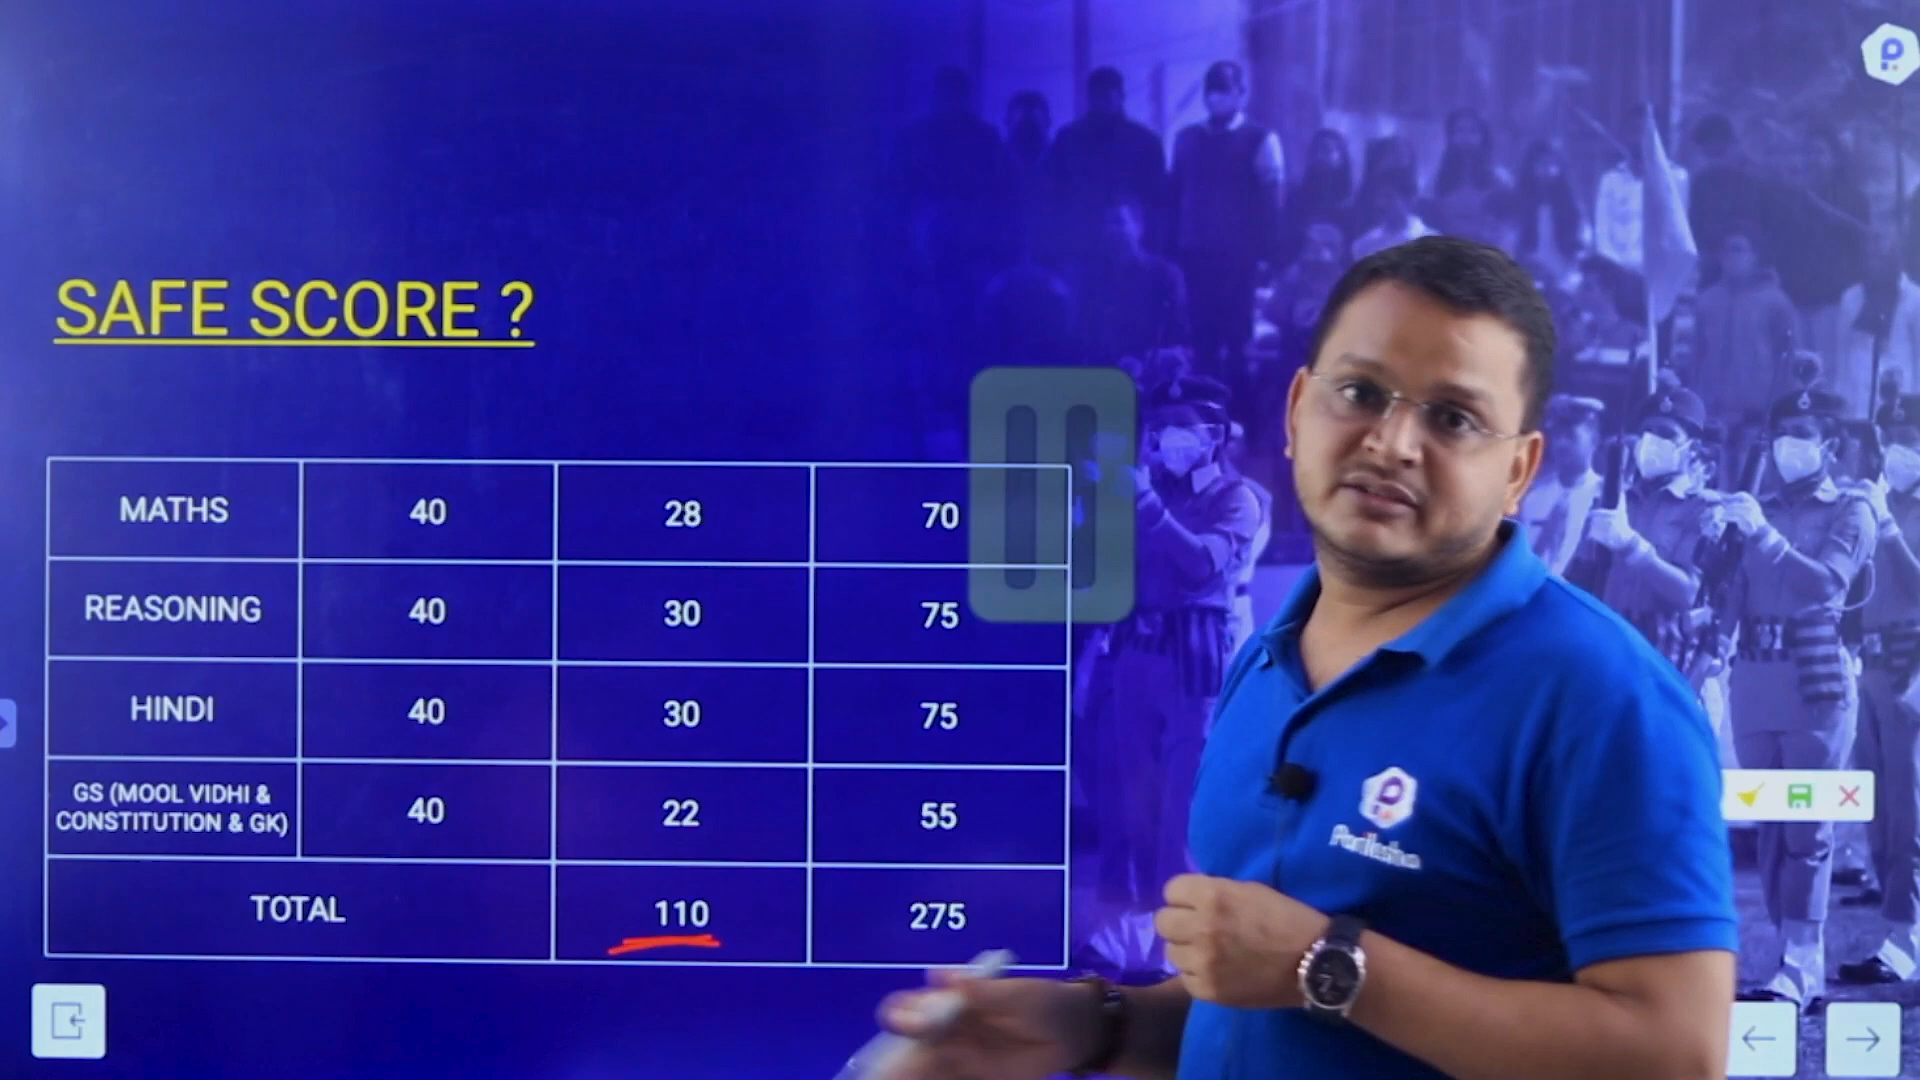 SAFE SCORE ?
MATHS 40 28 70
REASONING 40 30 75
HINDI 40 30 75
GS (MOOL VIDHI &
CONSTITUTION & GK) 40 22 55
TOTAL 110 275